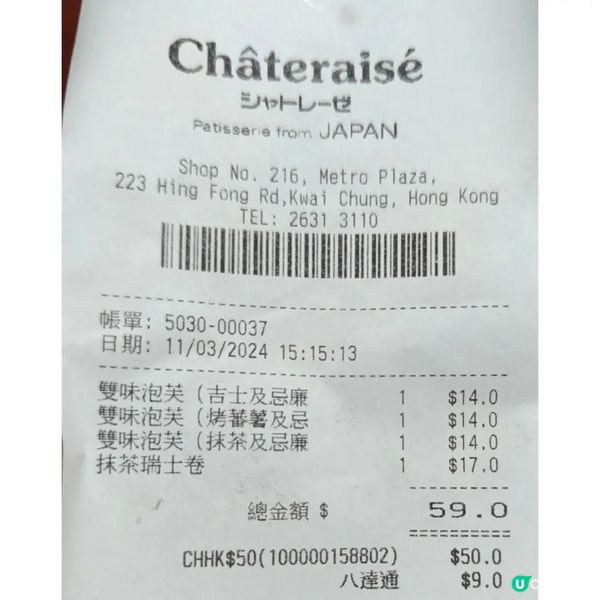 Châteraisé
シャトレーゼ
Patisserie from JAPAN
Shop No. 216, Metro Plaza,
223 Hing Fong Rd,Kwai Chung, Hong Kong
TEL: 2631 3110
帳單: 5030-00037
日期: 11/03/2024 15:15:13
雙味泡芙 (吉士及忌廉 1 $14.0
雙味泡芙 (烤蕃薯及忌 1 $14.0
雙味泡芙 (抹茶及忌廉 1 $14.0
抹茶瑞士卷 1 $17.0
總金額 $ 59.0
CHHK$50(100000158802) $50.0
八達通 $9.0